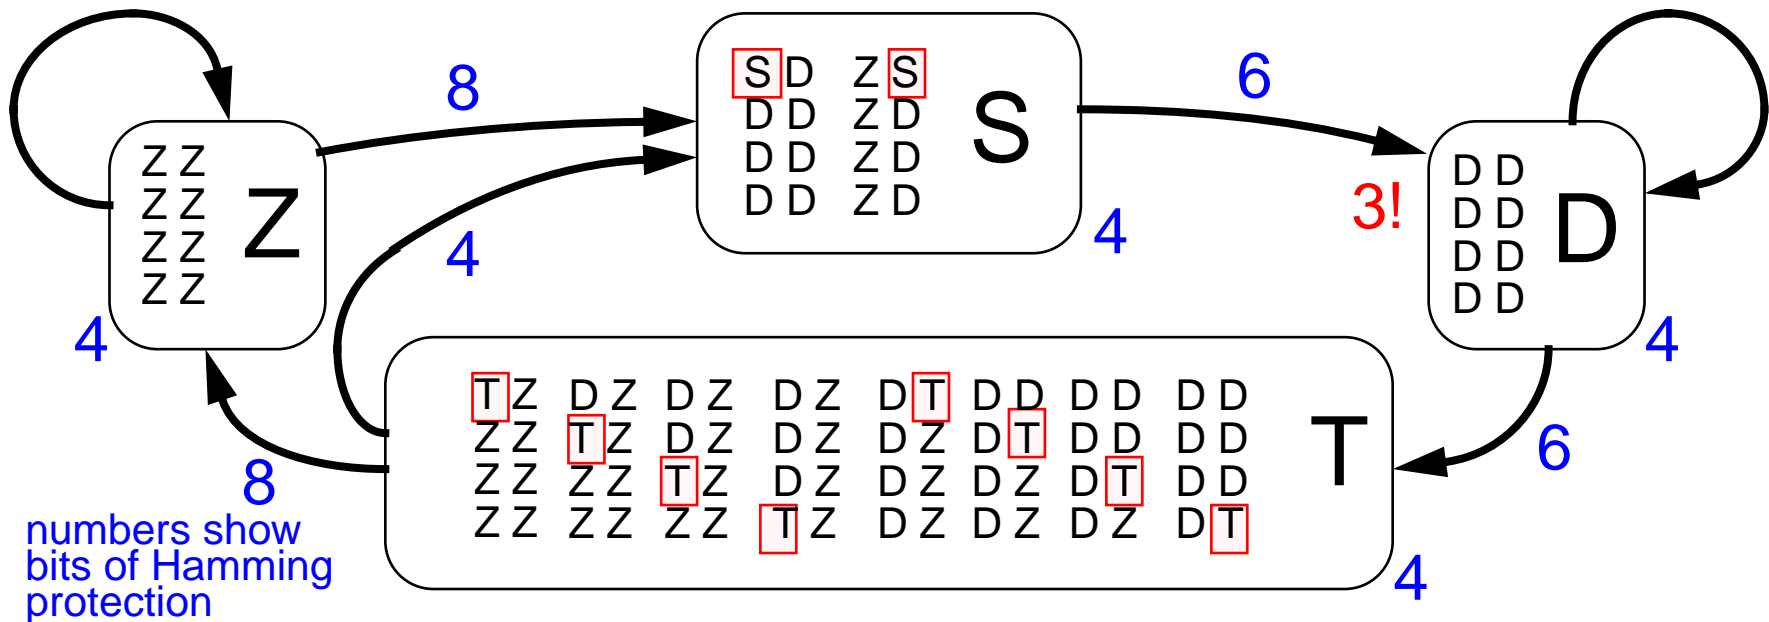 8
6
S D Z S
D D Z D
D D Z D
D D Z D
S
4
Z Z
Z Z
Z Z
Z Z
Z
4
4
3!
D D
D D
D D
D D
D
4
T Z D Z D Z D Z D T D D D D D D
Z Z T Z D Z D Z D Z D T D D D D
Z Z Z Z T Z D Z D Z D Z D T D D
Z Z Z Z Z Z T Z D Z D Z D Z D T
T
4
8
6
numbers show
bits of Hamming
protection